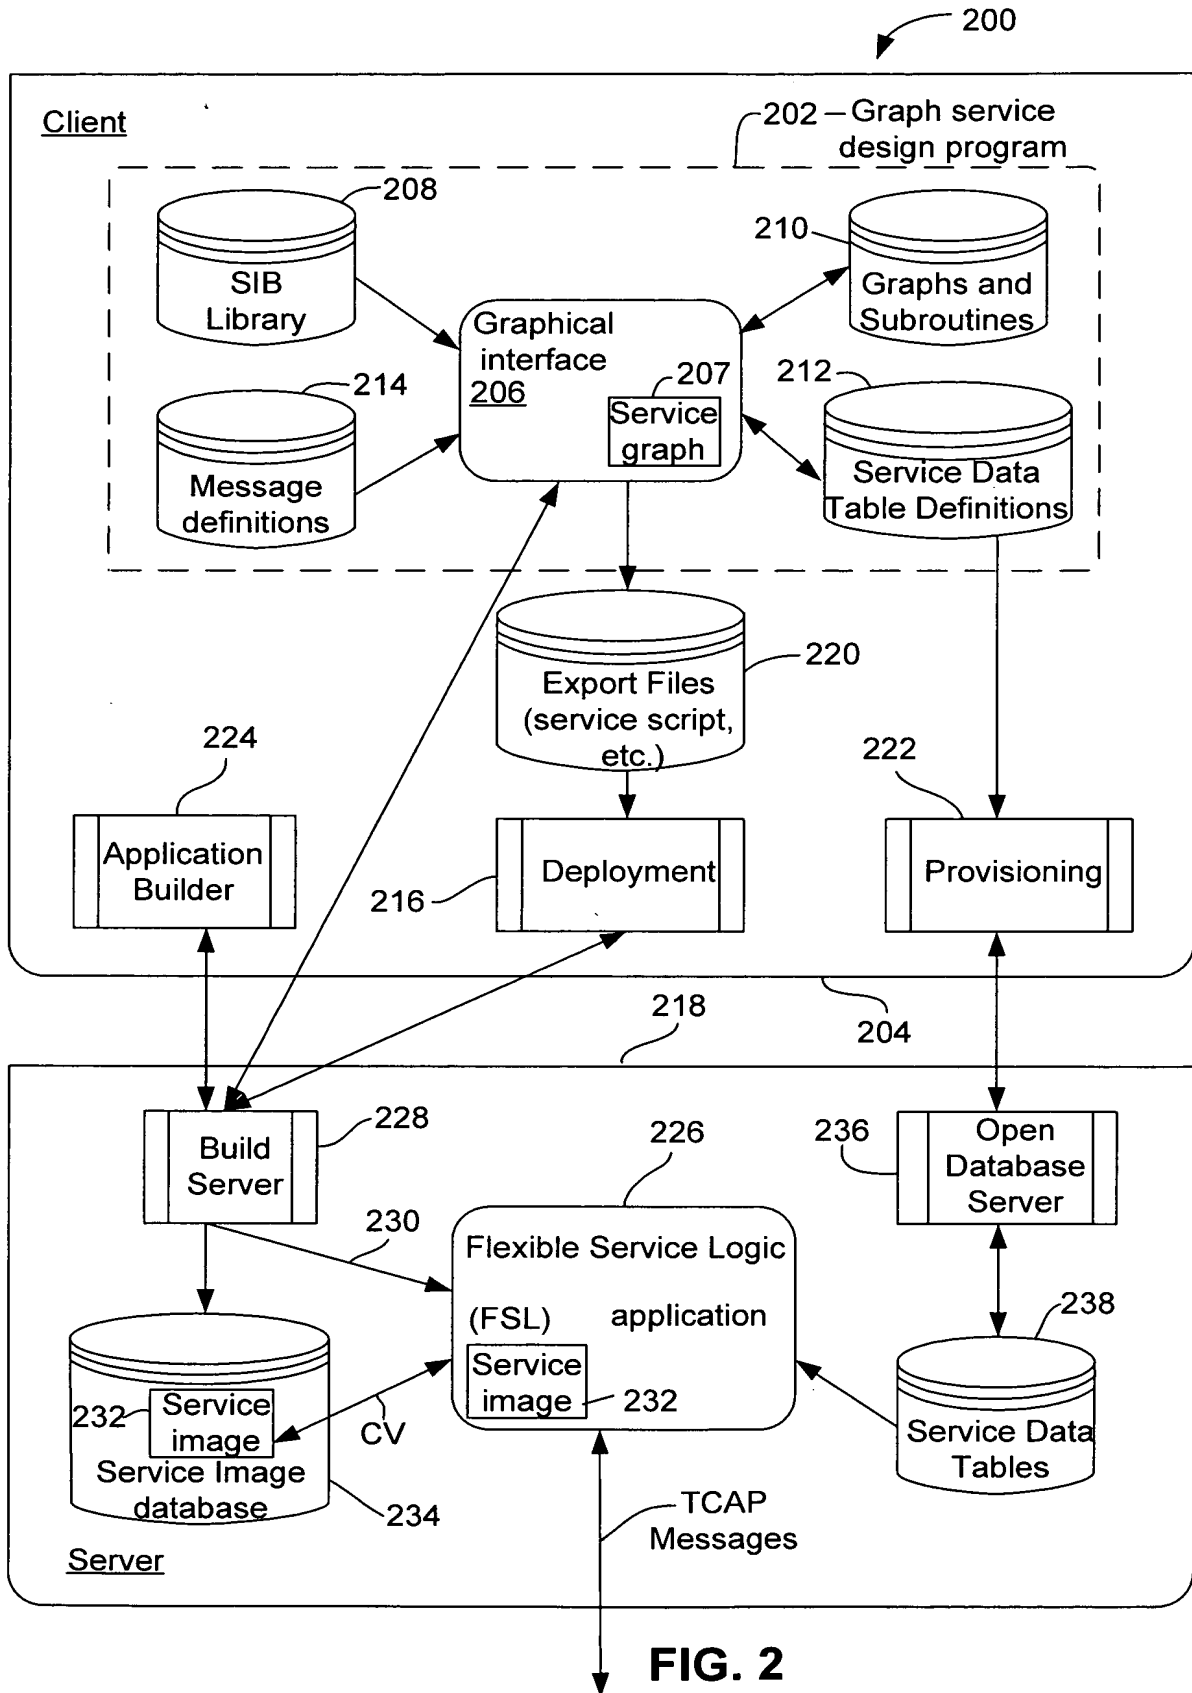 200
Client
202 – Graph service
design program
208
SIB
Library
210
Graphs and
Subroutines
Graphical
interface
206
207
Service
graph
214
Message
definitions
212
Service Data
Table Definitions
220
Export Files
(service script,
etc.)
224
Application
Builder
216
Deployment
222
Provisioning
204
218
228
Build
Server
226
236
Open
Database
Server
230
Flexible Service Logic
(FSL) application
Service
image
232
238
Service Data
Tables
232
Service
image
CV
Service Image
database
234
TCAP
Messages
Server
FIG. 2